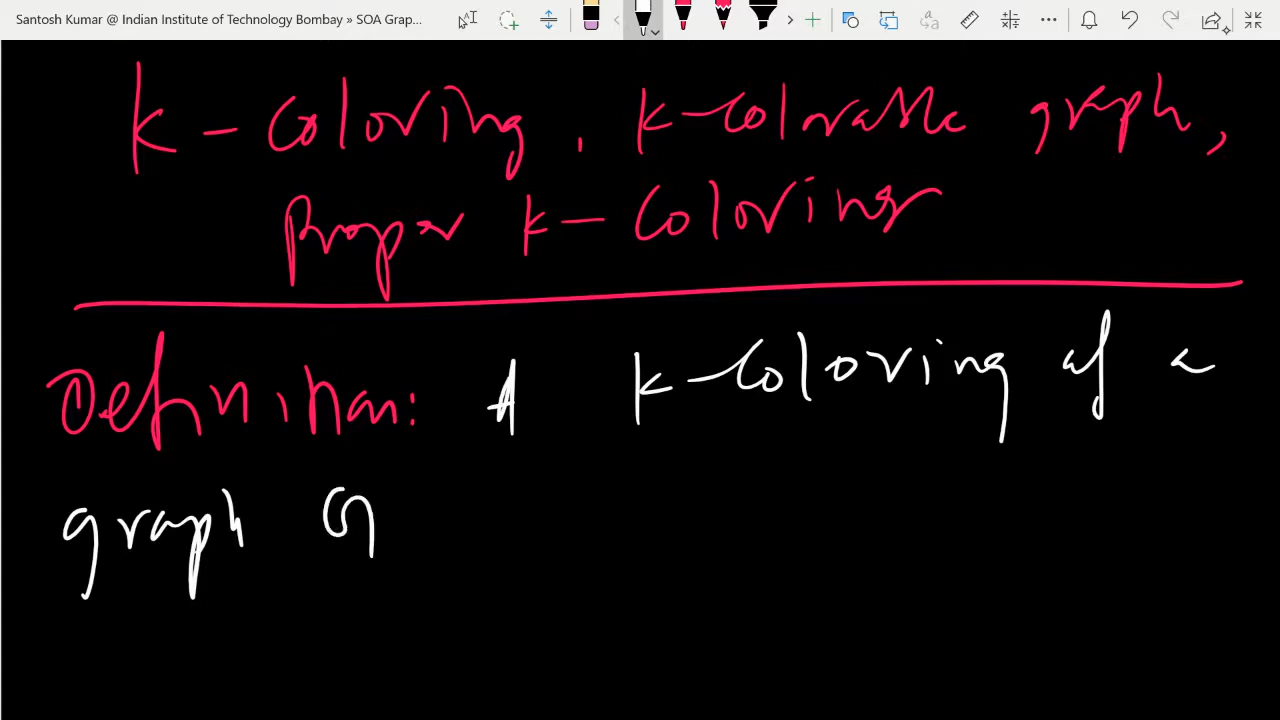 Santosh Kumar @ Indian Institute of Technology Bombay » SOA Grap...
k-Coloring, k-colorable graph,
Proper k-Coloring
Definition: A k-Coloring of a
graph G